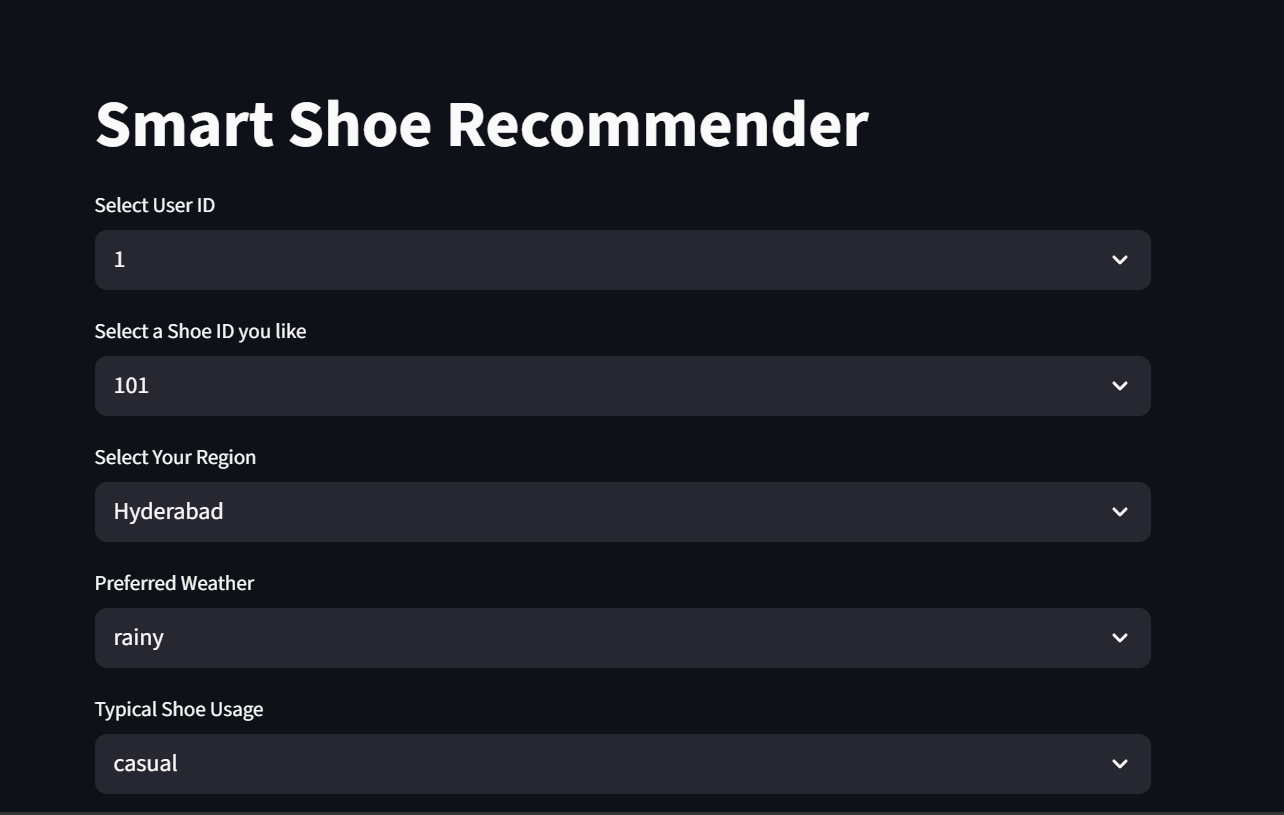 Smart Shoe Recommender
Select User ID
1
Select a Shoe ID you like
101
Select Your Region
Hyderabad
Preferred Weather
rainy
Typical Shoe Usage
casual